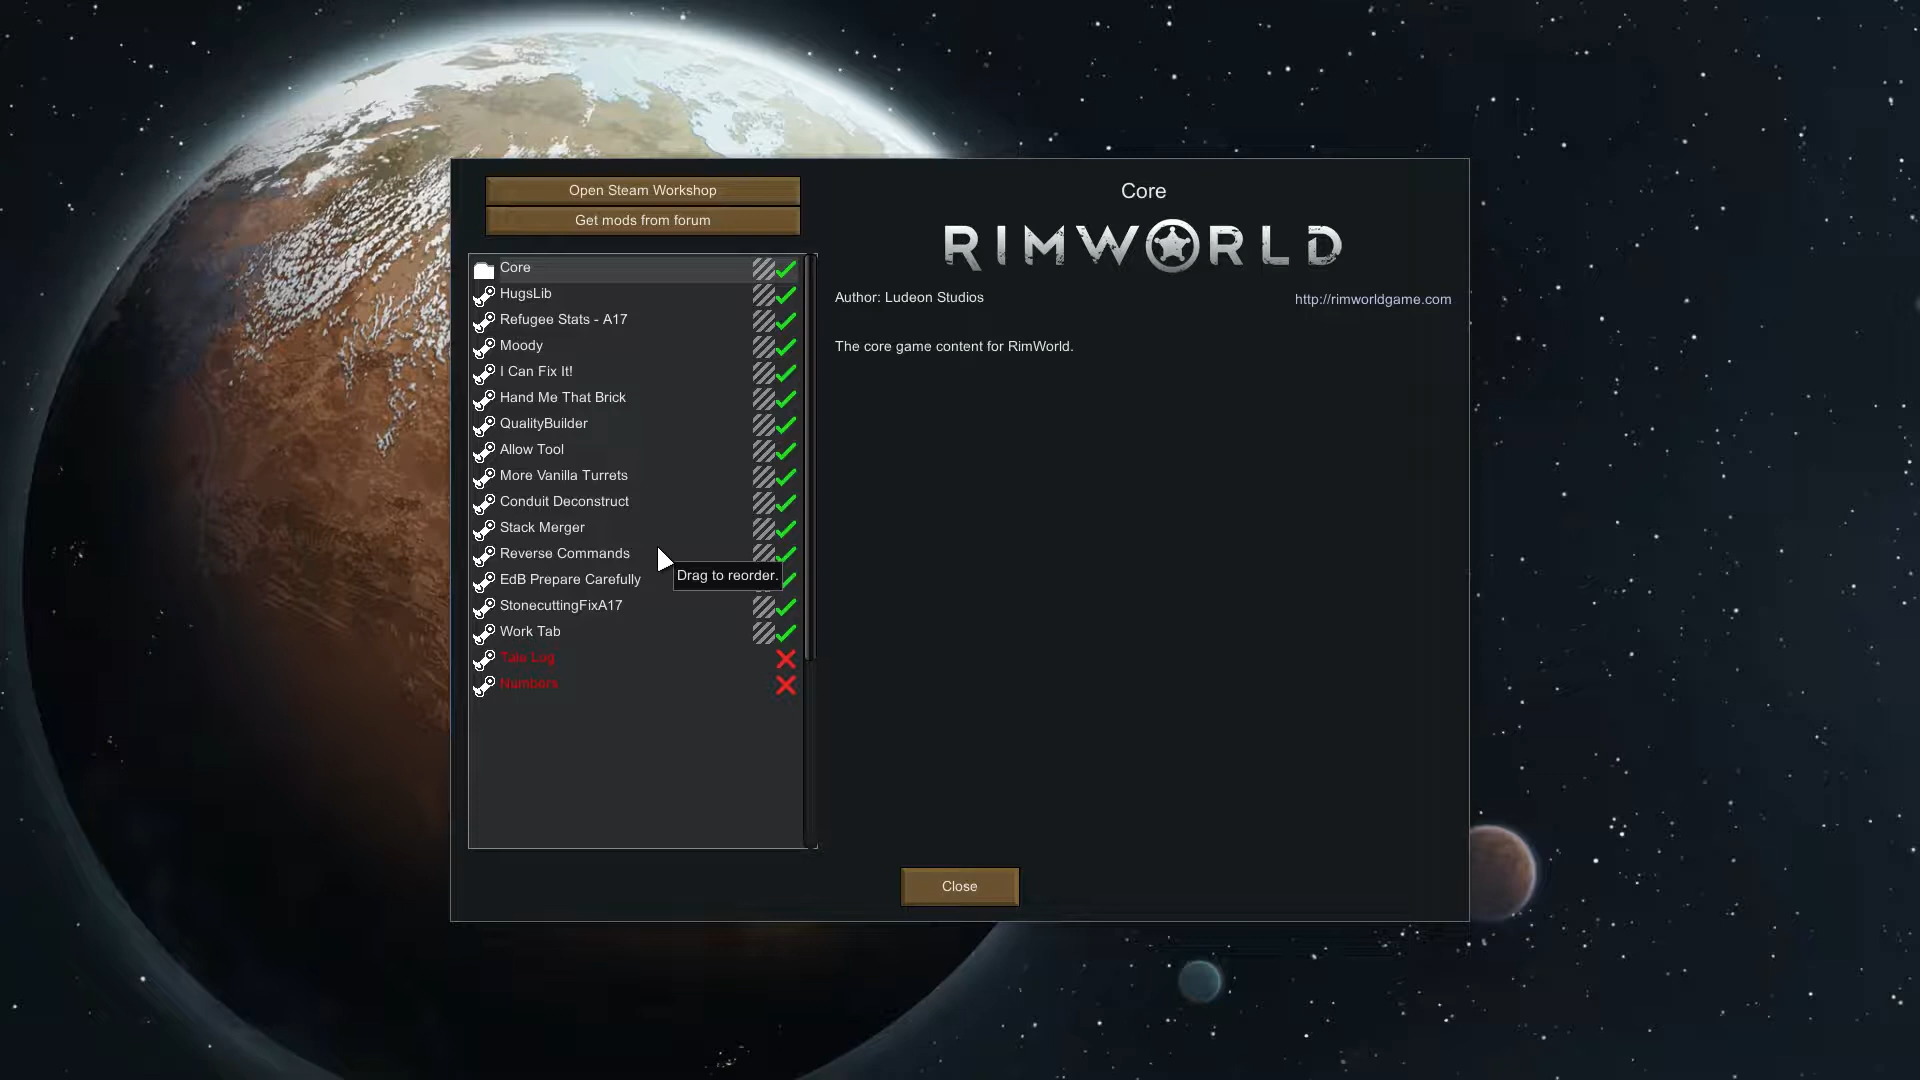 Open Steam Workshop
Get mods from forum
Core
HugsLib
Refugee Stats - A17
Moody
I Can Fix It!
Hand Me That Brick
QualityBuilder
Allow Tool
More Vanilla Turrets
Conduit Deconstruct
Stack Merger
Reverse Commands
Drag to reorder.
EdB Prepare Carefully
StonecuttingFixA17
Work Tab
Tale Log
Numbers
Core
RIMWORLD
Author: Ludeon Studios
http://rimworldgame.com
The core game content for RimWorld.
Close